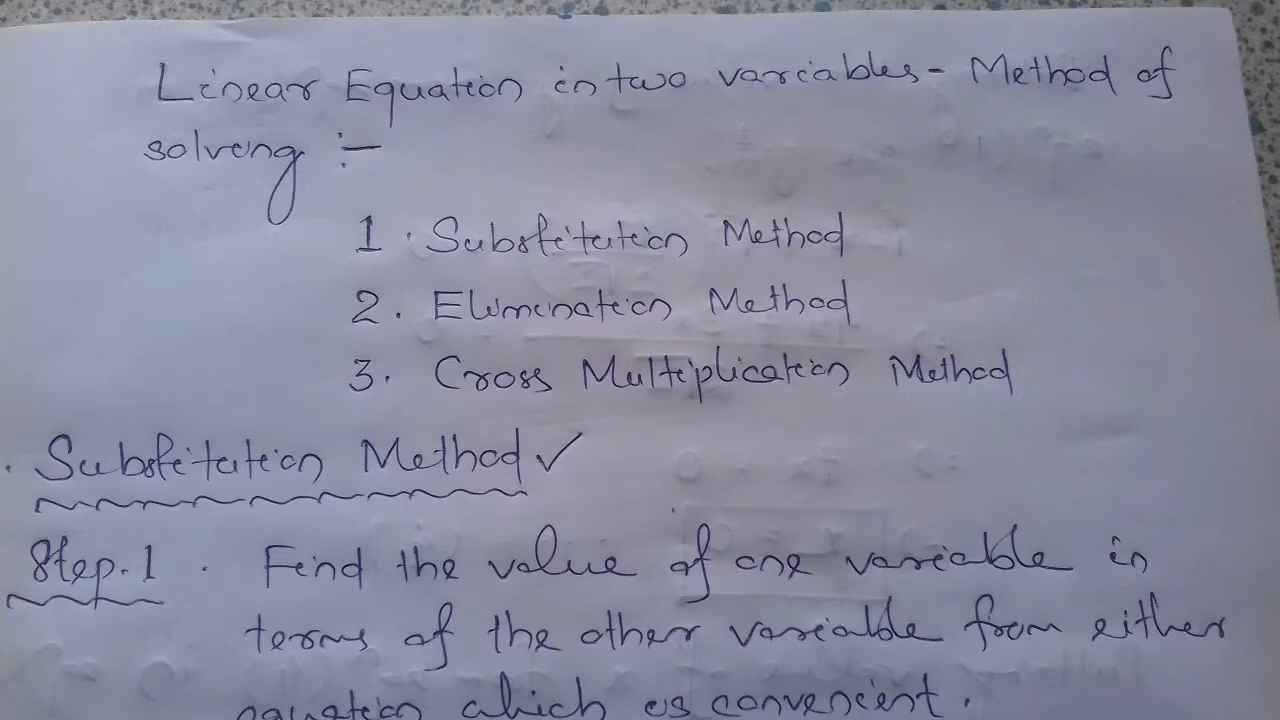 Linear Equation in two variables - Method of
solving :-
1. Substitution Method
2. Elimination Method
3. Cross Multiplication Method
Substitution Method ✓
Step.1. Find the value of one variable in
terms of the other variable from either
equation which is convenient.